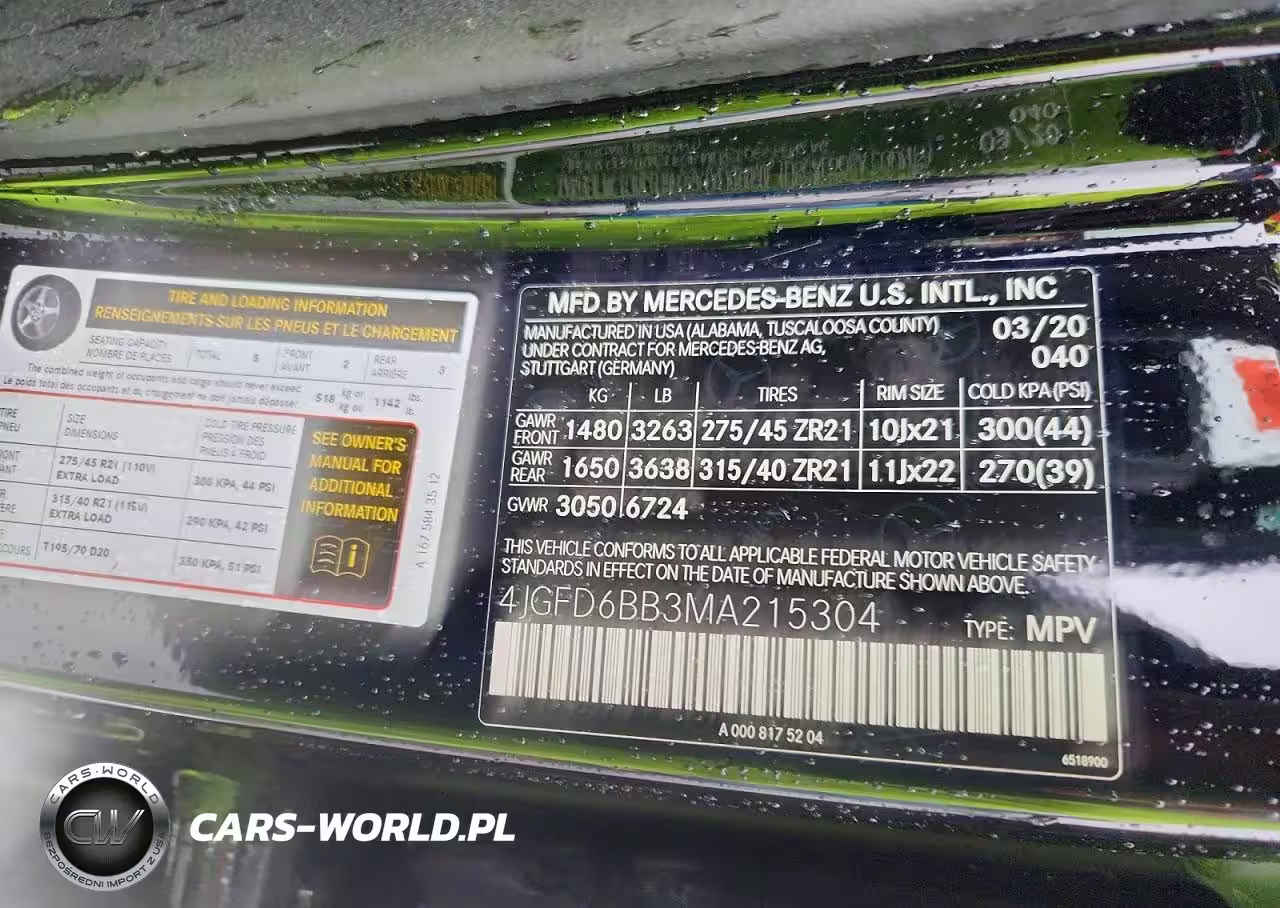 TIRE AND LOADING INFORMATION
RENSEIGNEMENTS SUR LES PNEUS ET LE CHARGEMENT
SEATING CAPACITY
NOMBRE DE PLACES
TOTAL 5
FRONT
AVANT 2
REAR
ARRIÈRE 3
The combined weight of occupants and cargo should never exceed
Le poids total des occupants et du chargement ne doit jamais dépasser
518 kg or 1142 lbs.
kg ou lb.
TIRE
PNEU
SIZE
DIMENSIONS
COLD TIRE PRESSURE
PRESSION DES
PNEUS A FROID
275/45 R21 (110V)
EXTRA LOAD
300 KPA, 44 PSI
315/40 R21 (115V)
EXTRA LOAD
290 KPA, 42 PSI
T195/70 D20
350 KPA, 51 PSI
SEE OWNER'S
MANUAL FOR
ADDITIONAL
INFORMATION
A 167 584 35 12
MFD. BY MERCEDES-BENZ U.S. INTL., INC
MANUFACTURED IN USA (ALABAMA, TUSCALOOSA COUNTY) 03/20
UNDER CONTRACT FOR MERCEDES-BENZ AG, 040
STUTTGART (GERMANY)
KG LB TIRES RIM SIZE COLD KPA(PSI)
GAWR FRONT 1480 3263 275/45 ZR21 10Jx21 300(44)
GAWR REAR 1650 3638 315/40 ZR21 11Jx22 270(39)
GVWR 3050 6724
THIS VEHICLE CONFORMS TO ALL APPLICABLE FEDERAL MOTOR VEHICLE SAFETY
STANDARDS IN EFFECT ON THE DATE OF MANUFACTURE SHOWN ABOVE.
4JGFD6BB3MA215304 TYPE: MPV
A 000 817 52 04
6518900
CARS-WORLD
CW
BEZPOŚREDNI IMPORT Z USA
CARS-WORLD.PL